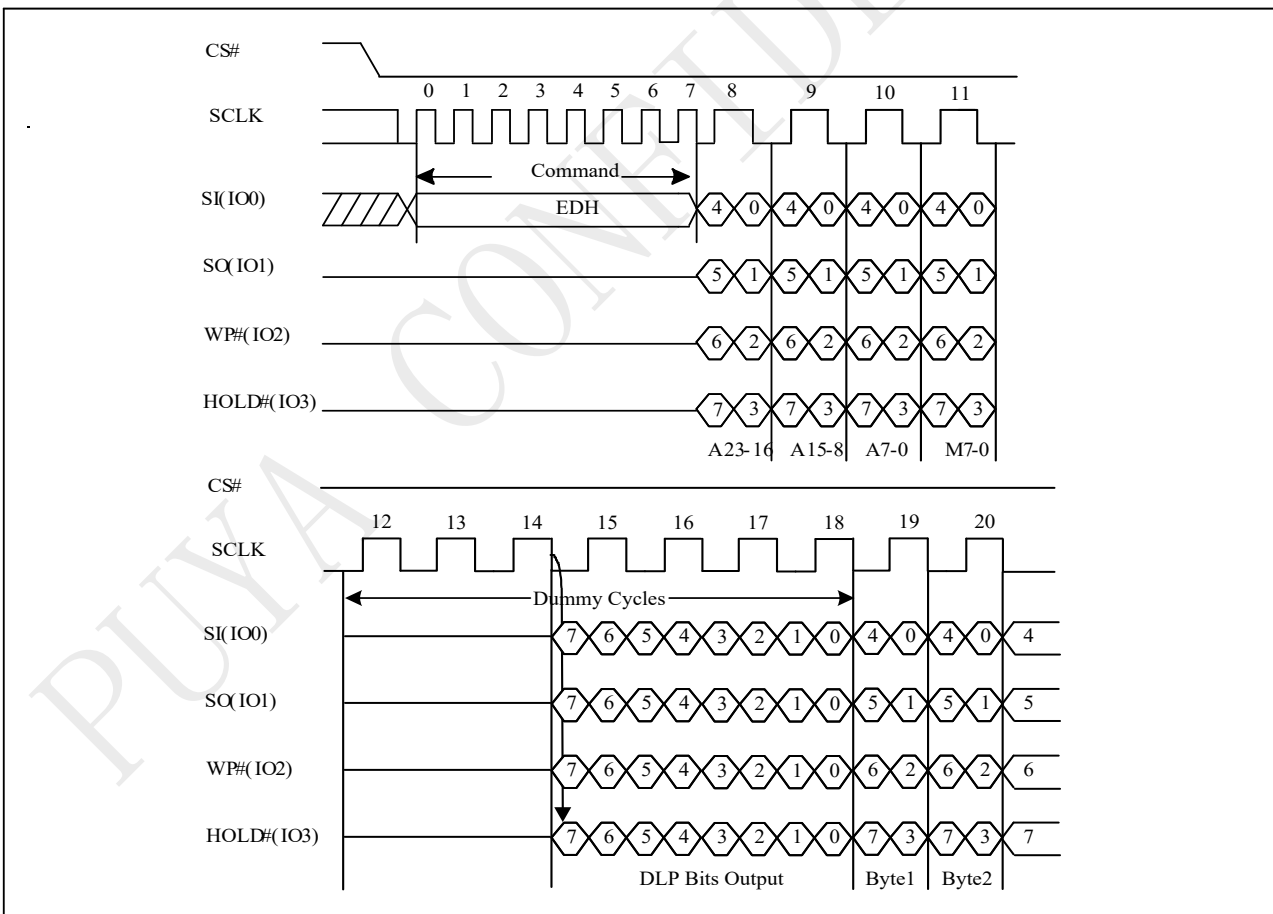 PUYA CONFID
CS#
0 1 2 3 4 5 6 7 8 9 10 11
SCLK
Command
SI(IO0) EDH 4 0 4 0 4 0 4 0
SO(IO1) 5 1 5 1 5 1 5 1
WP#(IO2) 6 2 6 2 6 2 6 2
HOLD#(IO3) 7 3 7 3 7 3 7 3
A23-16 A15-8 A7-0 M7-0
CS#
12 13 14 15 16 17 18 19 20
SCLK
Dummy Cycles
SI(IO0) 7 6 5 4 3 2 1 0 4 0 4 0 4
SO(IO1) 7 6 5 4 3 2 1 0 5 1 5 1 5
WP#(IO2) 7 6 5 4 3 2 1 0 6 2 6 2 6
HOLD#(IO3) 7 6 5 4 3 2 1 0 7 3 7 3 7
DLP Bits Output Byte1 Byte2